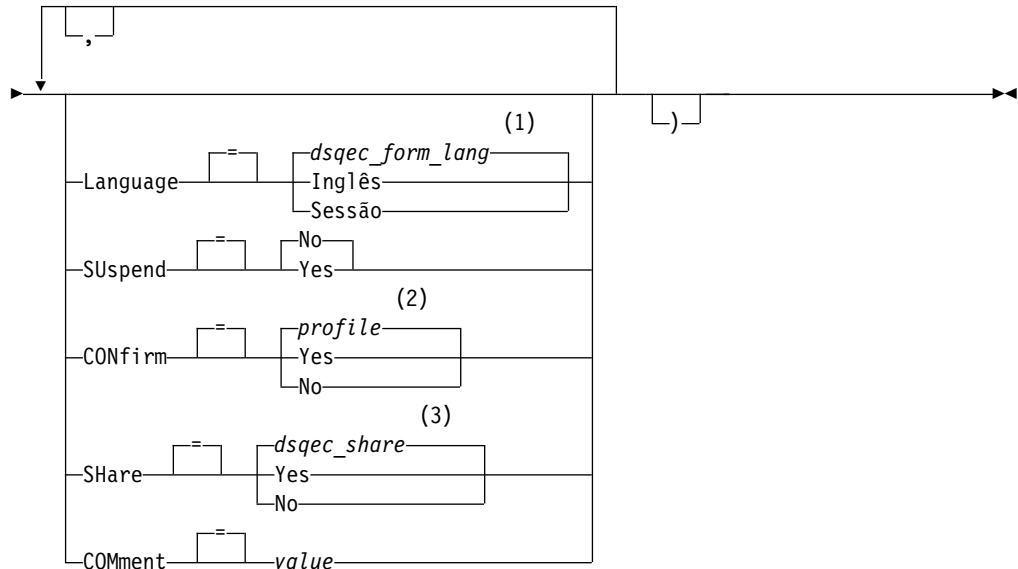 ,
)
(1)
= dsqec_form_lang
Language Inglês
Sessão
= No
SUspend Yes
(2)
= profile
CONfirm Yes
No
(3)
= dsqec_share
SHare Yes
No
=
COMment value